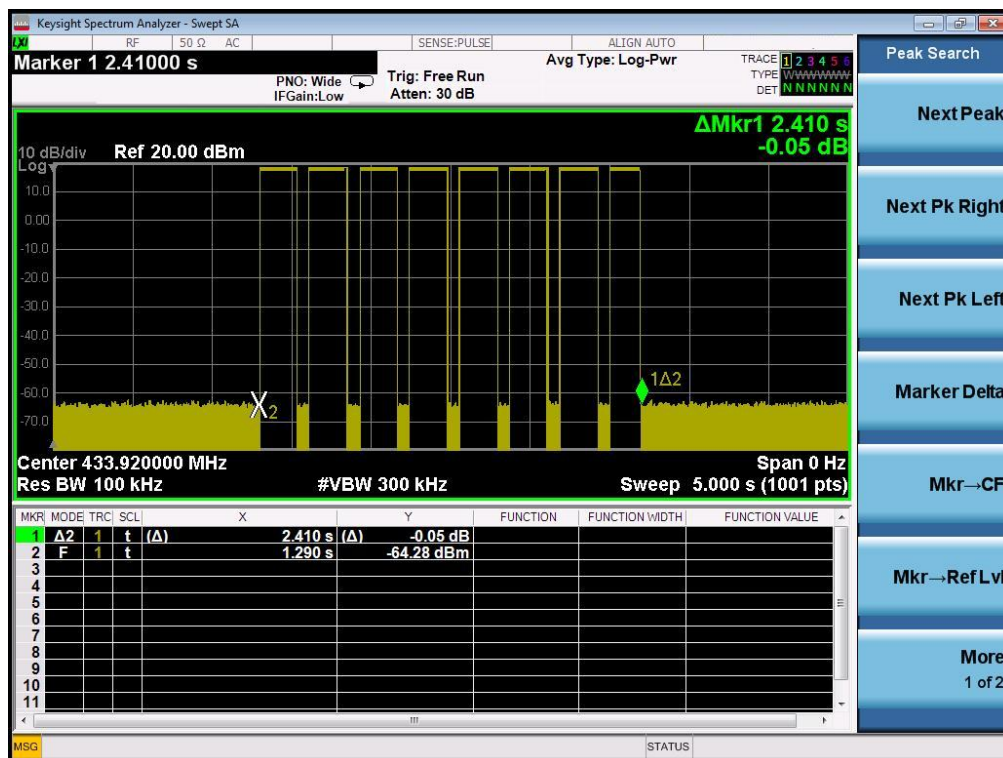 Keysight Spectrum Analyzer - Swept SA
LXI RF 50 Ω AC SENSE:PULSE ALIGN AUTO
Marker 1 2.41000 s
PNO: Wide
IFGain:Low
Trig: Free Run
Atten: 30 dB
Avg Type: Log-Pwr
TRACE 1 2 3 4 5 6
TYPE WWWWWW
DET N N N N N N
ΔMkr1 2.410 s
-0.05 dB
10 dB/div Ref 20.00 dBm
Log
10.0
0.00
-10.0
-20.0
-30.0
-40.0
-50.0
-60.0
-70.0
X2
1Δ2
Center 433.920000 MHz Span 0 Hz
Res BW 100 kHz #VBW 300 kHz Sweep 5.000 s (1001 pts)
MKR MODE TRC SCL X Y FUNCTION FUNCTION WIDTH FUNCTION VALUE
1 Δ2 1 t (Δ) 2.410 s (Δ) -0.05 dB
2 F 1 t 1.290 s -64.28 dBm
3
4
5
6
7
8
9
10
11
MSG STATUS
Peak Search
Next Peak
Next Pk Right
Next Pk Left
Marker Delta
Mkr→CF
Mkr→Ref Lvl
More
1 of 2